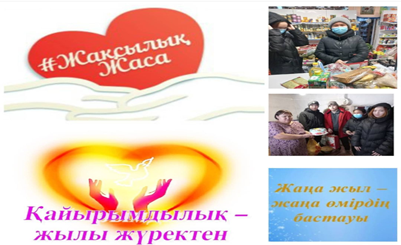 #Жақсылық
Жаса
Қайырымдылық –
жылы жүректен
Жаңа жыл –
жаңа өмірдің
бастауы